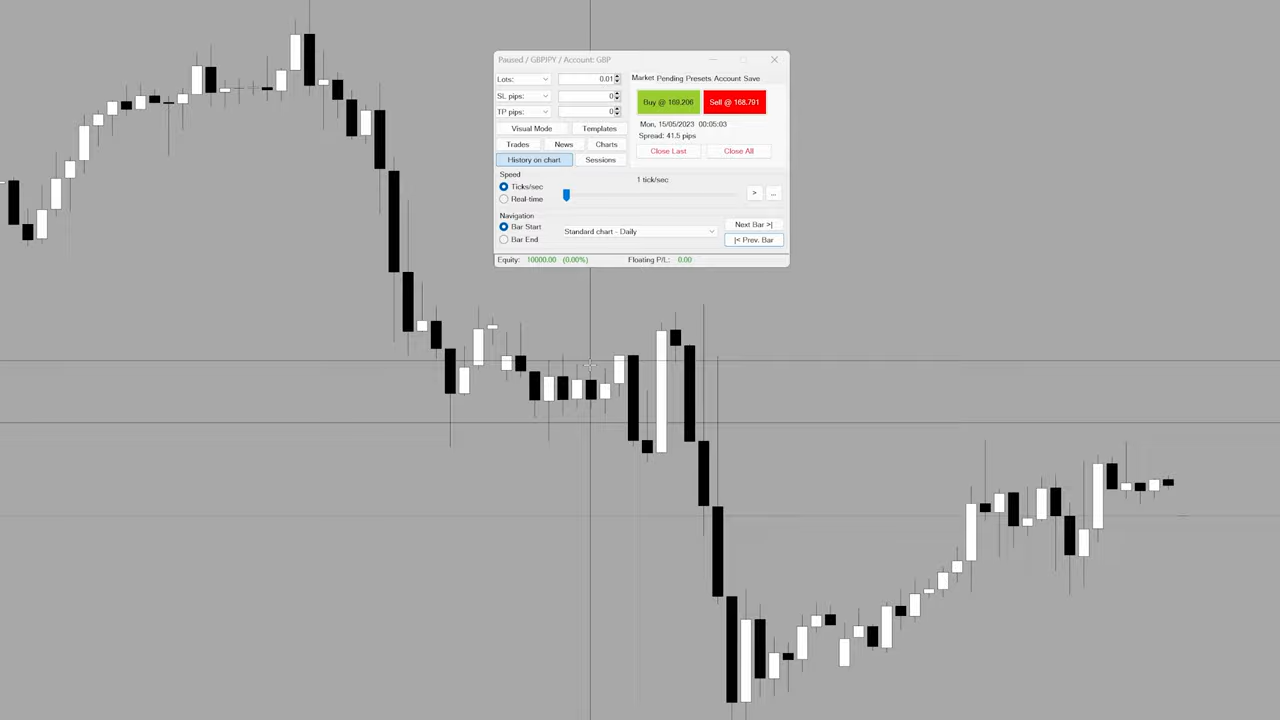 Paused / GBPJPY / Account: GBP
Lots: 0.01
Market Pending Presets Account Save
SL pips: 0
Buy @ 169.206 Sell @ 168.791
TP pips: 0
Mon, 15/05/2023 00:05:03
Visual Mode Templates
Spread: 41.5 pips
Trades News Charts
Close Last Close All
History on chart Sessions
Speed
1 tick/sec
Ticks/sec
> ...
Real-time
Navigation
Bar Start
Standard chart - Daily
Next Bar >|
Bar End
|< Prev. Bar
Equity: 10000.00 (0.00%) Floating P/L: 0.00